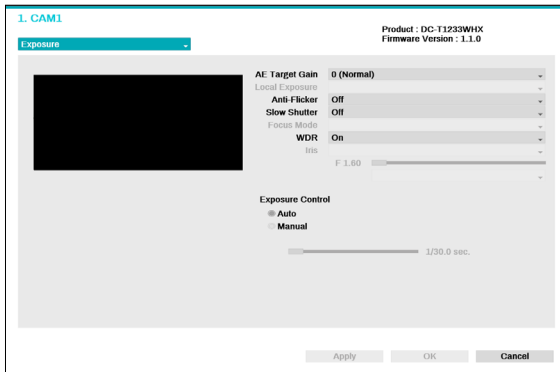 1. CAM1
Product : DC-T1233WHX
Firmware Version : 1.1.0
Exposure
AE Target Gain 0 (Normal)
Local Exposure
Anti-Flicker Off
Slow Shutter Off
Focus Mode
WDR On
Iris
F 1.60
Exposure Control
Auto
Manual
1/30.0 sec.
Apply OK Cancel